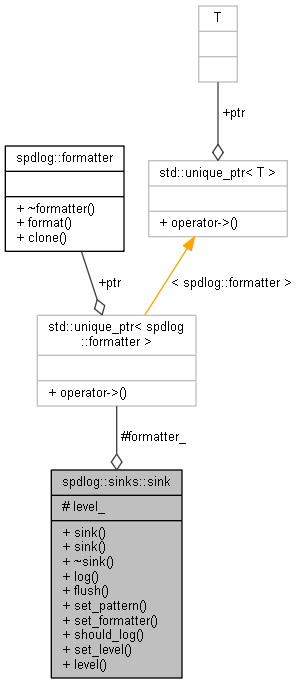 T
+ptr
spdlog::formatter
+ ~formatter()
+ format()
+ clone()
std::unique_ptr< T >
+ operator->()
+ptr
< spdlog::formatter >
std::unique_ptr< spdlog
::formatter >
+ operator->()
#formatter_
spdlog::sinks::sink
# level_
+ sink()
+ sink()
+ ~sink()
+ log()
+ flush()
+ set_pattern()
+ set_formatter()
+ should_log()
+ set_level()
+ level()